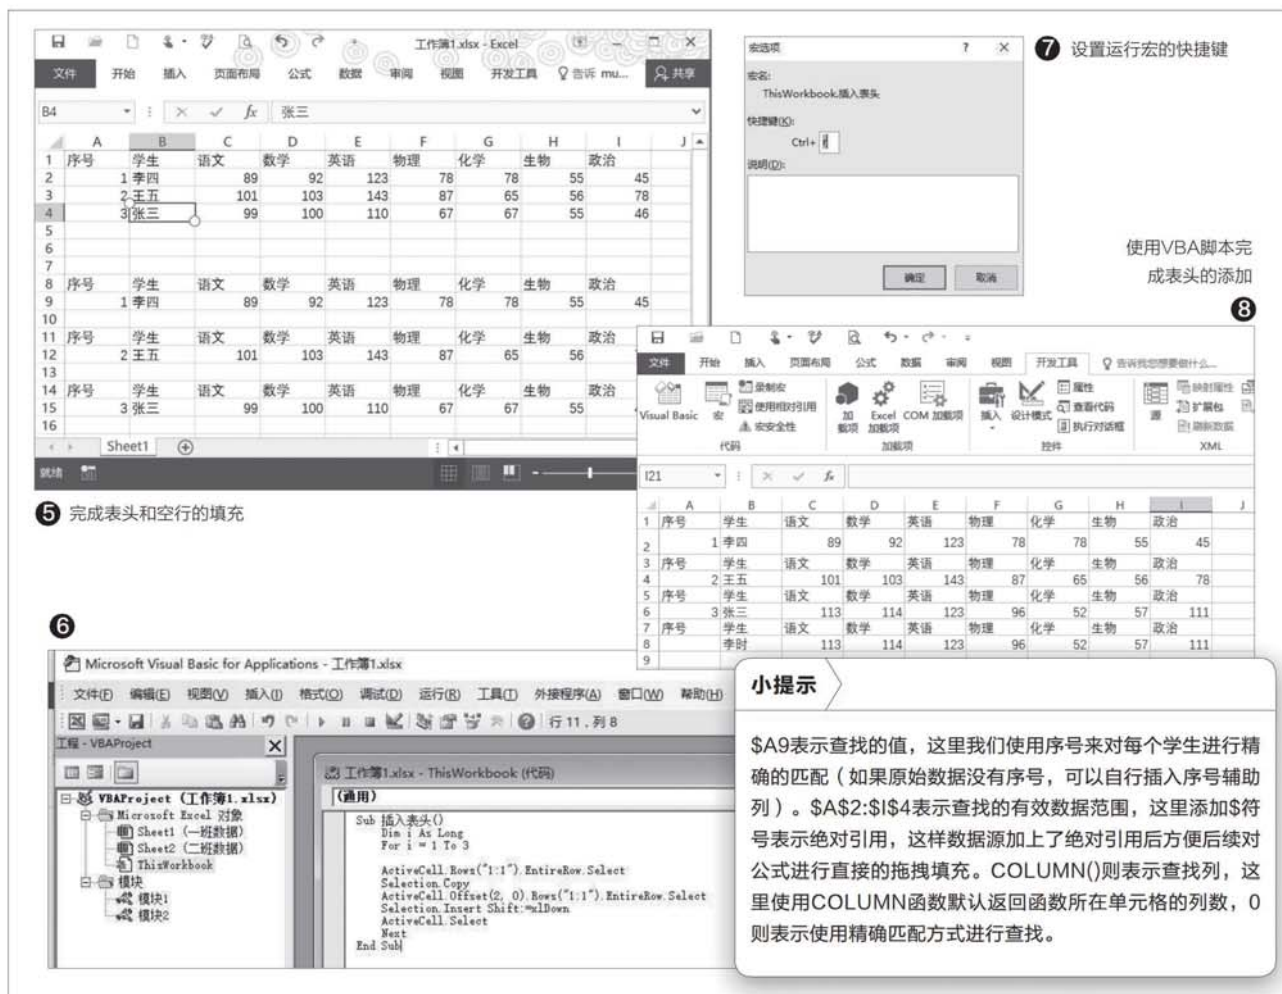 工作簿1.xlsx - Excel
文件 开始 插入 页面布局 公式 数据 审阅 视图 开发工具 告诉 mu... 共享
B4 fx 张三
A B C D E F G H I J
1 序号 学生 语文 数学 英语 物理 化学 生物 政治
2 1 李四 89 92 123 78 78 55 45
3 2 王五 101 103 143 87 65 56 78
4 3 张三 99 100 110 67 67 55 46
5
6
7
8 序号 学生 语文 数学 英语 物理 化学 生物 政治
9 1 李四 89 92 123 78 78 55 45
10
11 序号 学生 语文 数学 英语 物理 化学 生物
12 2 王五 101 103 143 87 65 56
13
14 序号 学生 语文 数学 英语 物理 化学 生物
15 3 张三 99 100 110 67 67 55
16
Sheet1
就绪
❺ 完成表头和空行的填充
宏选项 ? ×
宏名:
ThisWorkbook.插入表头
快捷键(K):
Ctrl+
说明(D):
确定 取消
❼ 设置运行宏的快捷键
使用VBA脚本完
成表头的添加
❽
文件 开始 插入 页面布局 公式 数据 审阅 视图 开发工具 告诉我您想要做什么...
Visual Basic 宏 录制宏 使用相对引用 宏安全性
加载项 Excel 加载项 COM 加载项
插入 设计模式 属性 查看代码 执行对话框
源 映射属性 扩展包 刷新数据
代码 加载项 控件 XML
I21 fx
A B C D E F G H I J
1 序号 学生 语文 数学 英语 物理 化学 生物 政治
2 1 李四 89 92 123 78 78 55 45
3 序号 学生 语文 数学 英语 物理 化学 生物 政治
4 2 王五 101 103 143 87 65 56 78
5 序号 学生 语文 数学 英语 物理 化学 生物 政治
6 3 张三 113 114 123 96 52 57 111
7 序号 学生 语文 数学 英语 物理 化学 生物 政治
8 李时 113 114 123 96 52 57 111
9
❻
Microsoft Visual Basic for Applications - 工作簿1.xlsx
文件(F) 编辑(E) 视图(V) 插入(I) 格式(O) 调试(D) 运行(R) 工具(T) 外接程序(A) 窗口(W) 帮助(H)
行 11 , 列 8
工程 - VBAProject
VBAProject (工作簿1.xlsx)
Microsoft Excel 对象
Sheet1 (一班数据)
Sheet2 (二班数据)
ThisWorkbook
模块
模块1
模块2
工作簿1.xlsx - ThisWorkbook (代码)
(通用)
Sub 插入表头()
Dim i As Long
For i = 1 To 3
ActiveCell.Rows("1:1").EntireRow.Select
Selection.Copy
ActiveCell.Offset(2, 0).Rows("1:1").EntireRow.Select
Selection.Insert Shift:=xlDown
ActiveCell.Select
Next
End Sub
小提示
$A9表示查找的值，这里我们使用序号来对每个学生进行精
确的匹配（如果原始数据没有序号，可以自行插入序号辅助
列）。$A$2:$I$4表示查找的有效数据范围，这里添加$符
号表示绝对引用，这样数据源加上了绝对引用后方便后续对
公式进行直接的拖拽填充。COLUMN()则表示查找列，这
里使用COLUMN函数默认返回函数所在单元格的列数，0
则表示使用精确匹配方式进行查找。